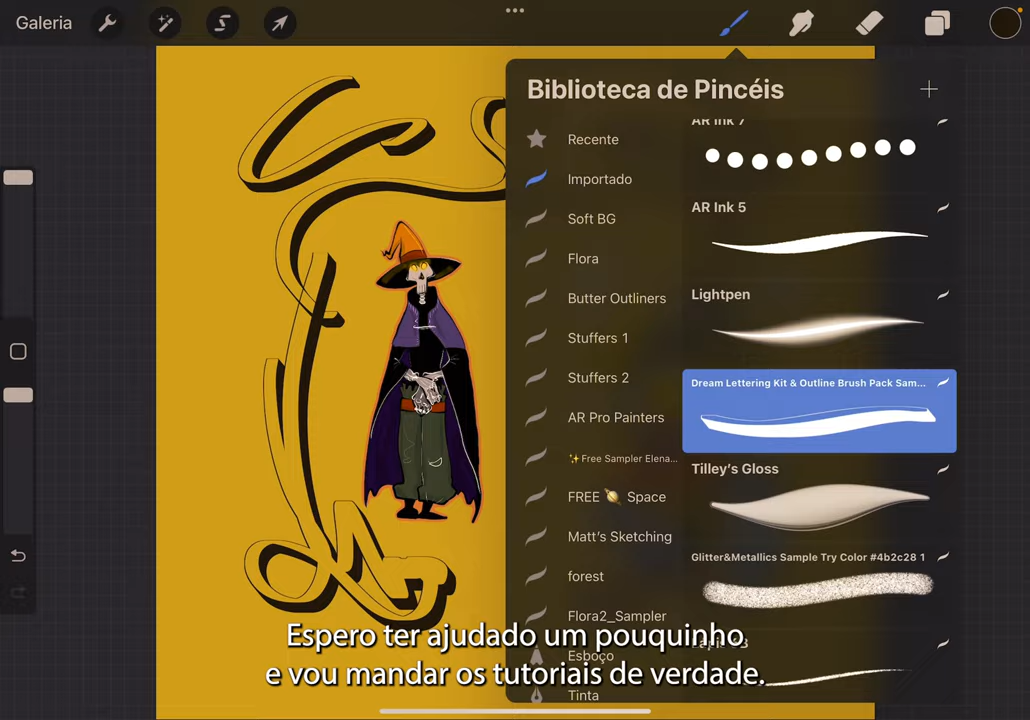 Galeria
Biblioteca de Pincéis
Recente
Importado
Soft BG
Flora
Butter Outliners
Stuffers 1
Stuffers 2
AR Pro Painters
✨Free Sampler Elena...
FREE 🪐 Space
Matt's Sketching
forest
Flora2_Sampler
Esboço
Tinta
AR Ink 7
AR Ink 5
Lightpen
Dream Lettering Kit & Outline Brush Pack Sam...
Tilley's Gloss
Glitter&Metallics Sample Try Color #4b2c28 1
Espero ter ajudado um pouquinho
e vou mandar os tutoriais de verdade.